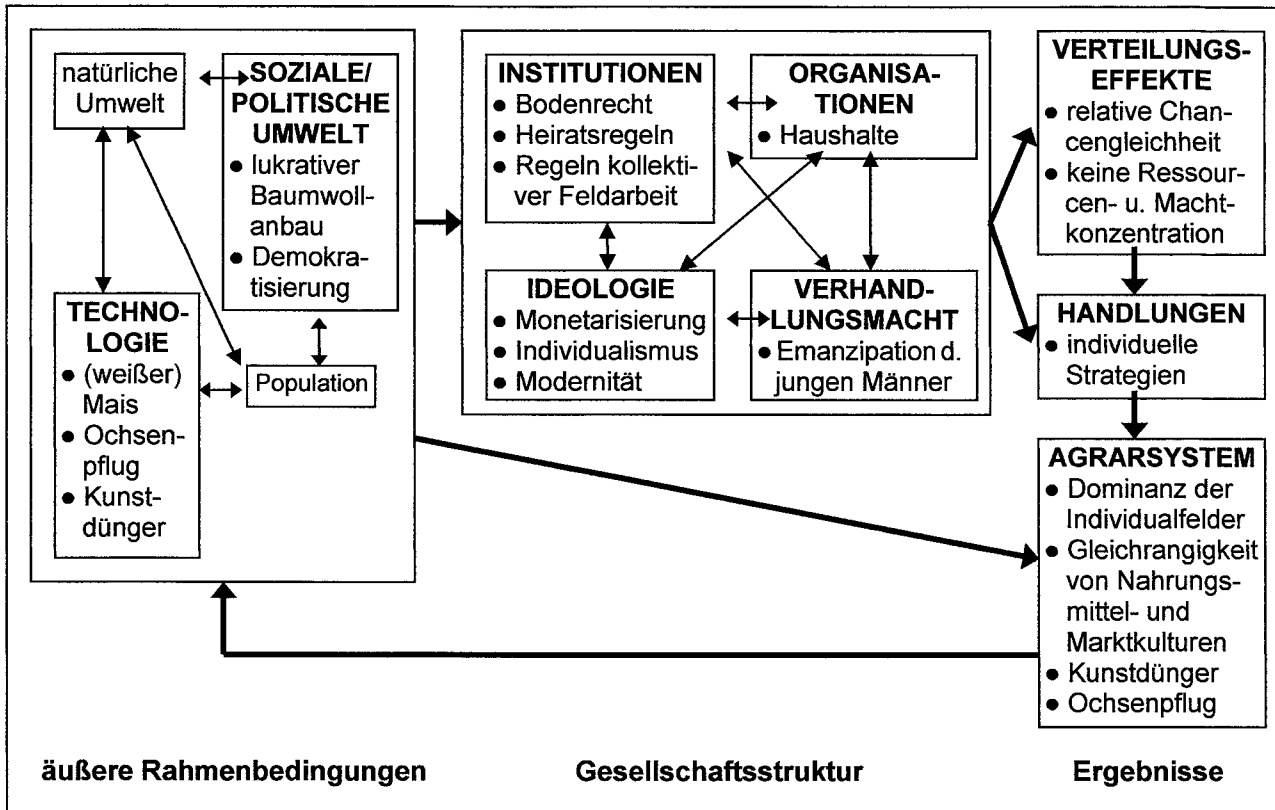 natürliche
Umwelt
SOZIALE/
POLITISCHE
UMWELT
● lukrativer
Baumwoll-
anbau
● Demokra-
tisierung
TECHNO-
LOGIE
● (weißer)
Mais
● Ochsen-
pflug
● Kunst-
dünger
Population
INSTITUTIONEN
● Bodenrecht
● Heiratsregeln
● Regeln kollekti-
ver Feldarbeit
ORGANISA-
TIONEN
● Haushalte
IDEOLOGIE
● Monetarisierung
● Individualismus
● Modernität
VERHAND-
LUNGSMACHT
● Emanzipation d.
jungen Männer
VERTEILUNGS-
EFFEKTE
● relative Chan-
cengleichheit
● keine Ressour-
cen- u. Macht-
konzentration
HANDLUNGEN
● individuelle
Strategien
AGRARSYSTEM
● Dominanz der
Individualfelder
● Gleichrangigkeit
von Nahrungs-
mittel- und
Marktkulturen
● Kunstdünger
● Ochsenpflug
äußere Rahmenbedingungen
Gesellschaftsstruktur
Ergebnisse